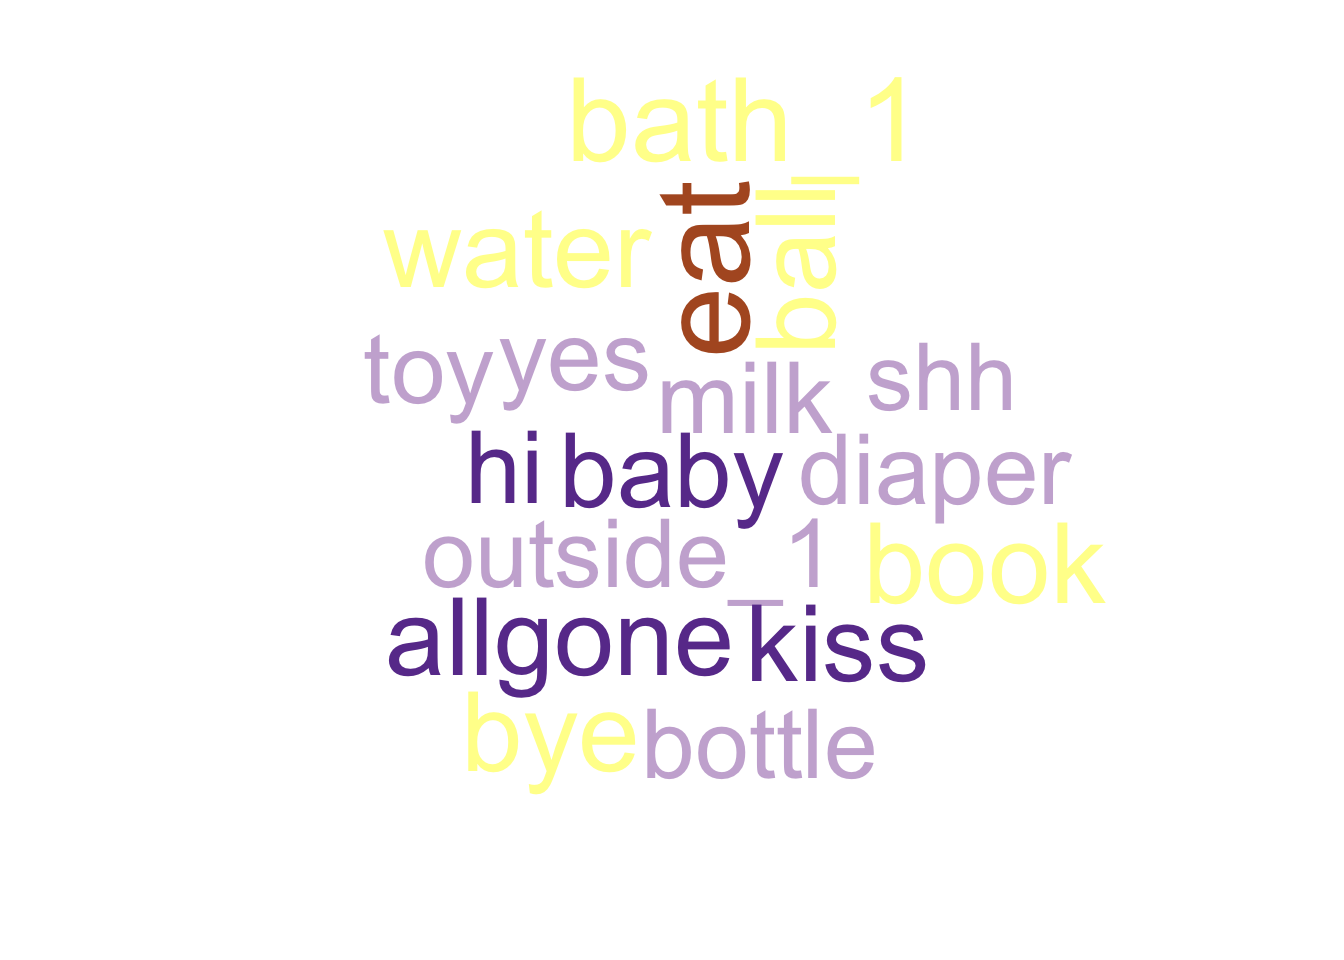 bath_1
eat
ball
water
toy
yes
milk
shh
hi
baby
diaper
outside_1
book
allgone
kiss
bye
bottle